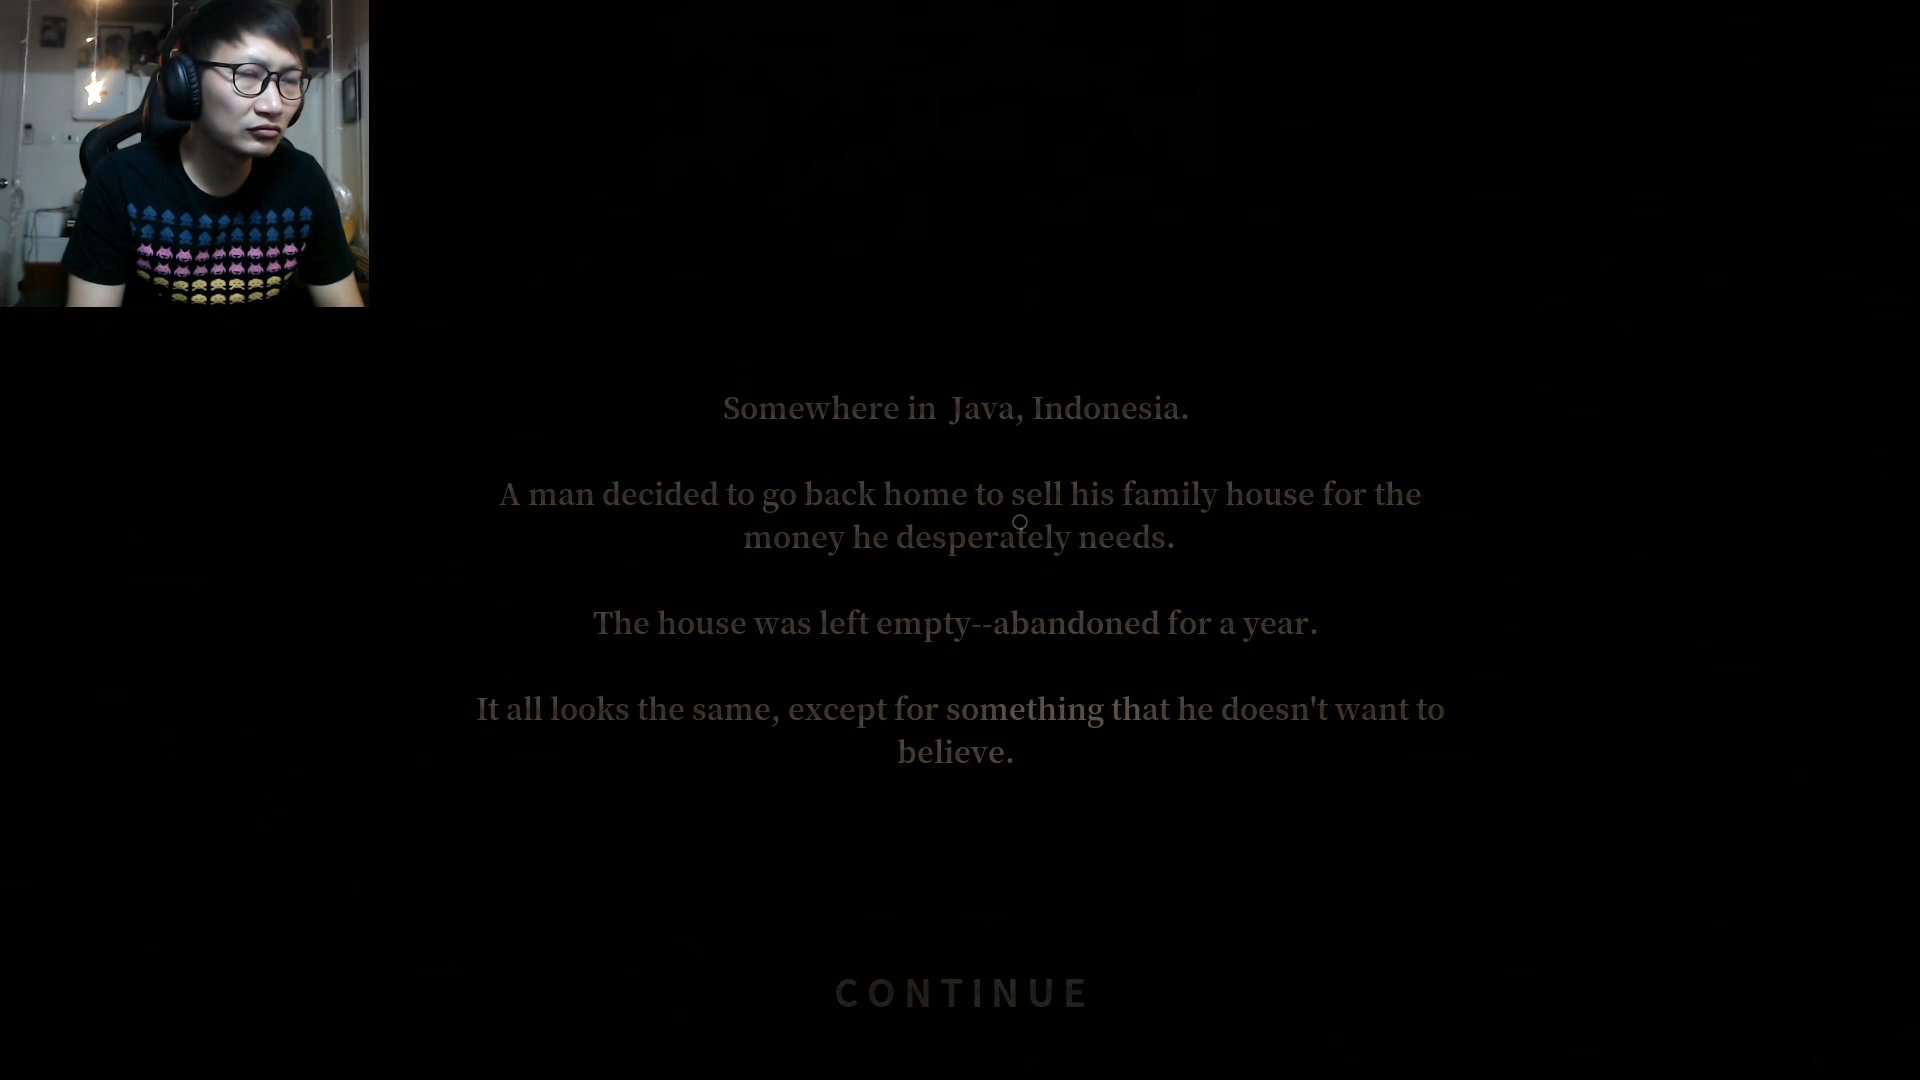 Somewhere in Java, Indonesia.
A man decided to go back home to sell his family house for the
money he desperately needs.
The house was left empty--abandoned for a year.
It all looks the same, except for something that he doesn't want to
believe.
CONTINUE